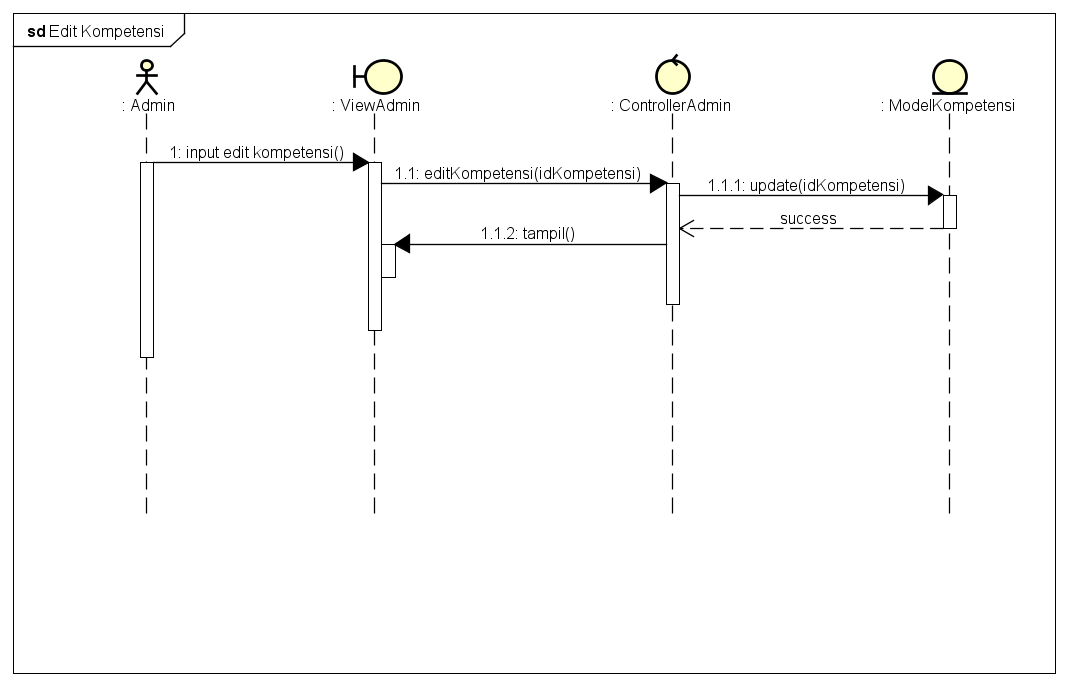 sd Edit Kompetensi
: Admin
: ViewAdmin
: ControllerAdmin
: ModelKompetensi
1: input edit kompetensi()
1.1: editKompetensi(idKompetensi)
1.1.1: update(idKompetensi)
success
1.1.2: tampil()